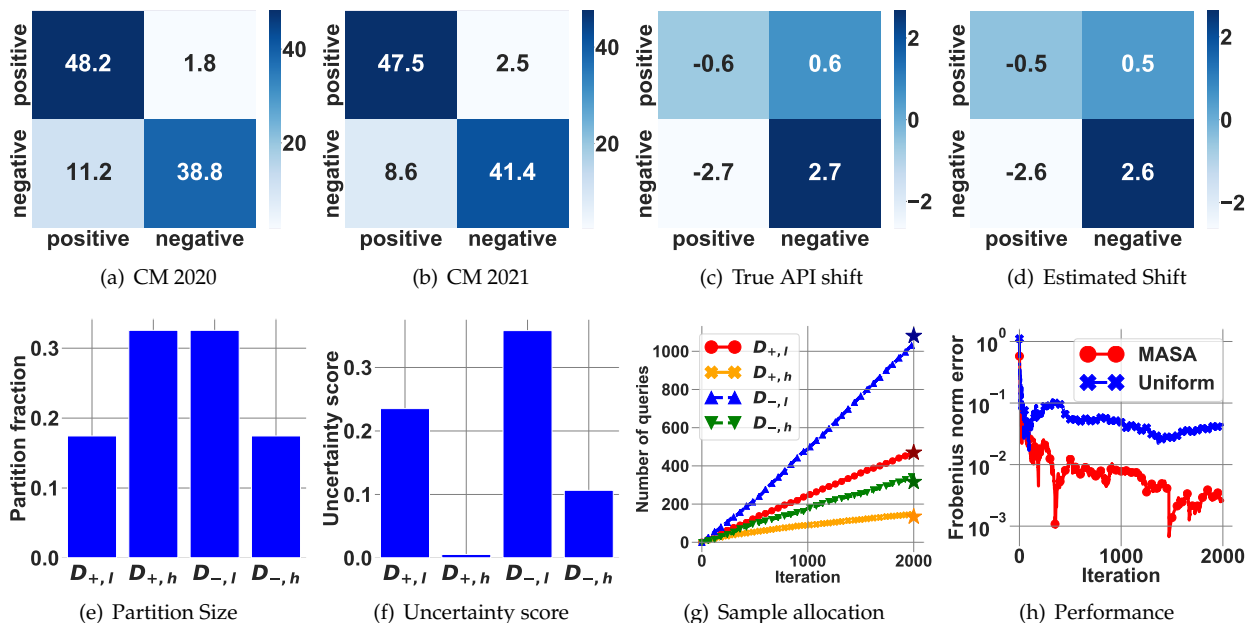 positive
48.2
1.8
40
negative
11.2
38.8
20
positive
negative
(a) CM 2020
positive
47.5
2.5
40
negative
8.6
41.4
20
positive
negative
(b) CM 2021
positive
-0.6
0.6
2
0
negative
-2.7
2.7
−2
positive
negative
(c) True API shift
positive
-0.5
0.5
2
0
negative
-2.6
2.6
−2
positive
negative
(d) Estimated Shift
Partition fraction
0.3
0.2
0.1
0.0
D+,l
D+,h
D−,l
D−,h
(e) Partition Size
Uncertainty score
0.3
0.2
0.1
0.0
D+,l
D+,h
D−,l
D−,h
(f) Uncertainty score
Number of queries
1000
800
600
400
200
0
D+,l
D+,h
D−,l
D−,h
0
1000
2000
Iteration
(g) Sample allocation
Frobenius norm error
10^0
10^−1
10^−2
10^−3
MASA
Uniform
0
1000
2000
Iteration
(h) Performance